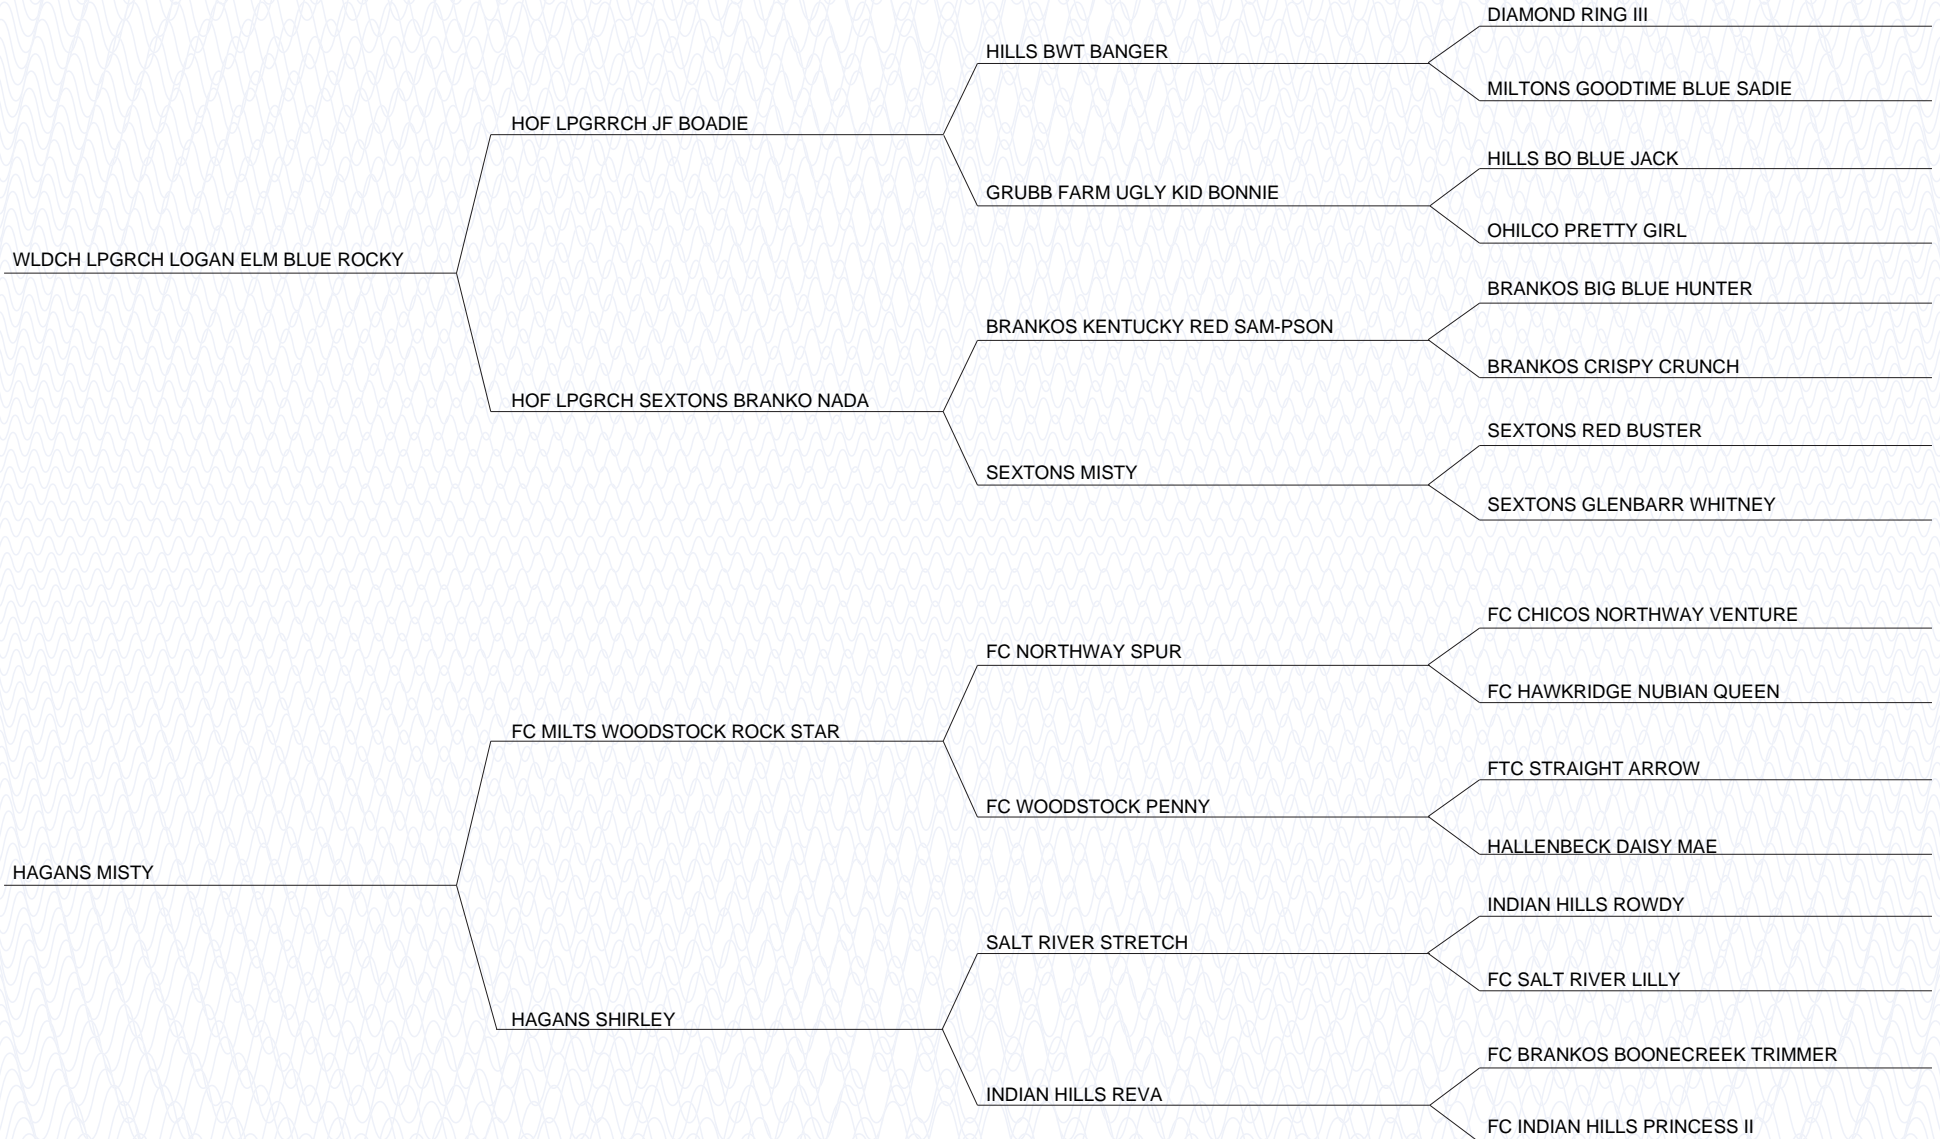 DIAMOND RING III
HILLS BWT BANGER
MILTONS GOODTIME BLUE SADIE
HOF LPGRRCH JF BOADIE
HILLS BO BLUE JACK
GRUBB FARM UGLY KID BONNIE
OHILCO PRETTY GIRL
WLDCH LPGRCH LOGAN ELM BLUE ROCKY
BRANKOS BIG BLUE HUNTER
BRANKOS KENTUCKY RED SAM-PSON
BRANKOS CRISPY CRUNCH
HOF LPGRCH SEXTONS BRANKO NADA
SEXTONS RED BUSTER
SEXTONS MISTY
SEXTONS GLENBARR WHITNEY
FC CHICOS NORTHWAY VENTURE
FC NORTHWAY SPUR
FC HAWKRIDGE NUBIAN QUEEN
FC MILTS WOODSTOCK ROCK STAR
FTC STRAIGHT ARROW
FC WOODSTOCK PENNY
HALLENBECK DAISY MAE
HAGANS MISTY
INDIAN HILLS ROWDY
SALT RIVER STRETCH
FC SALT RIVER LILLY
HAGANS SHIRLEY
FC BRANKOS BOONECREEK TRIMMER
INDIAN HILLS REVA
FC INDIAN HILLS PRINCESS II